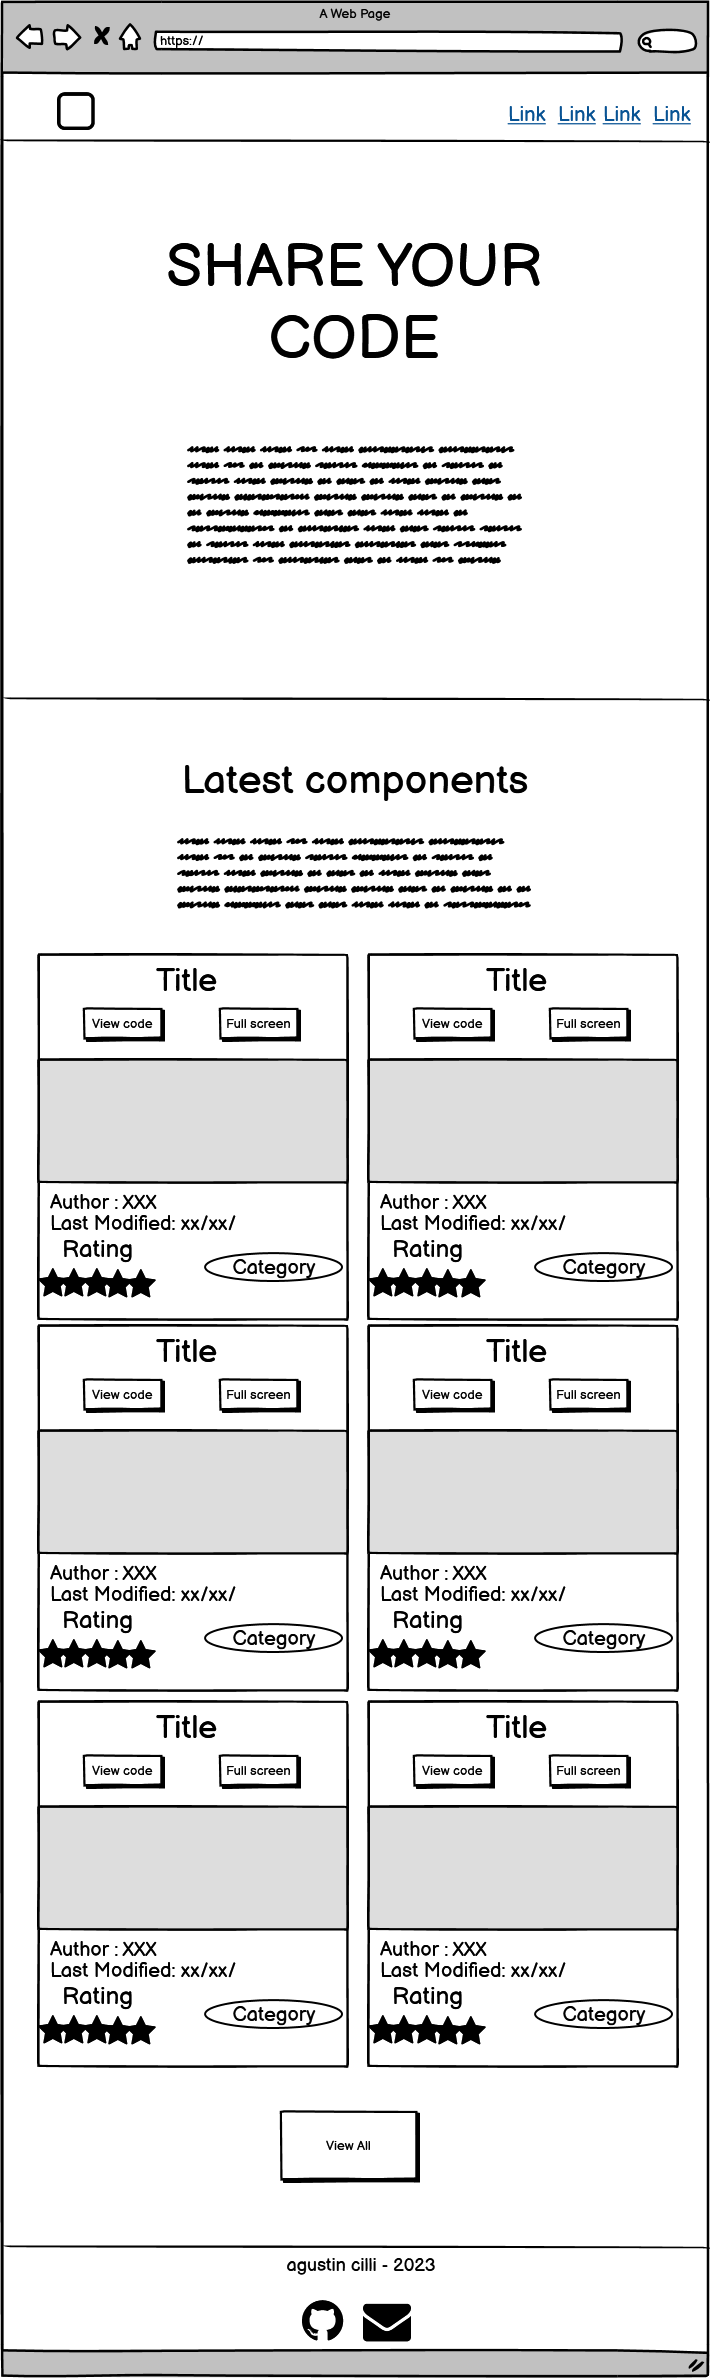 A Web Page
https://
Link Link Link Link
SHARE YOUR
CODE
Latest components
Title
View code Full screen
Author : XXX
Last Modified: xx/xx/
Rating
Category
Title
View code Full screen
Author : XXX
Last Modified: xx/xx/
Rating
Category
Title
View code Full screen
Author : XXX
Last Modified: xx/xx/
Rating
Category
Title
View code Full screen
Author : XXX
Last Modified: xx/xx/
Rating
Category
Title
View code Full screen
Author : XXX
Last Modified: xx/xx/
Rating
Category
Title
View code Full screen
Author : XXX
Last Modified: xx/xx/
Rating
Category
View All
agustin cilli - 2023